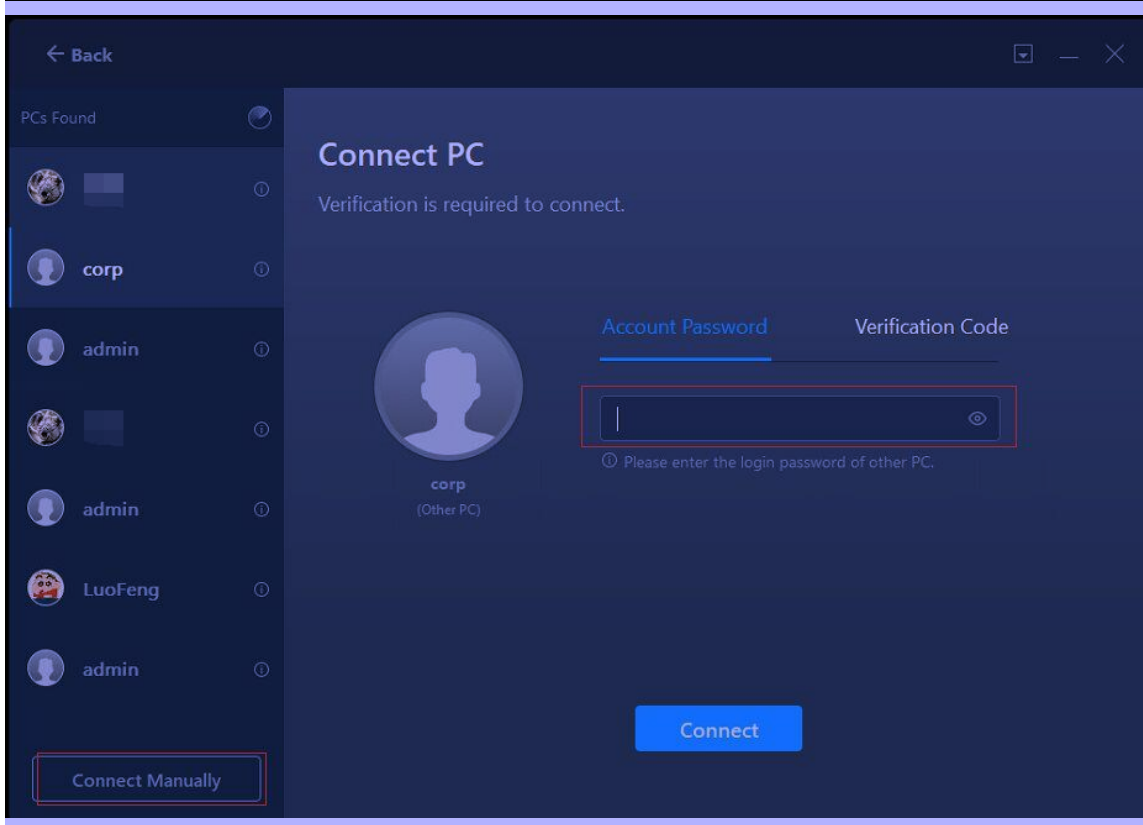 Back
PCs Found
corp
admin
admin
LuoFeng
admin
Connect Manually
Connect PC
Verification is required to connect.
Account Password
Verification Code
Please enter the login password of other PC.
corp
(Other PC)
Connect